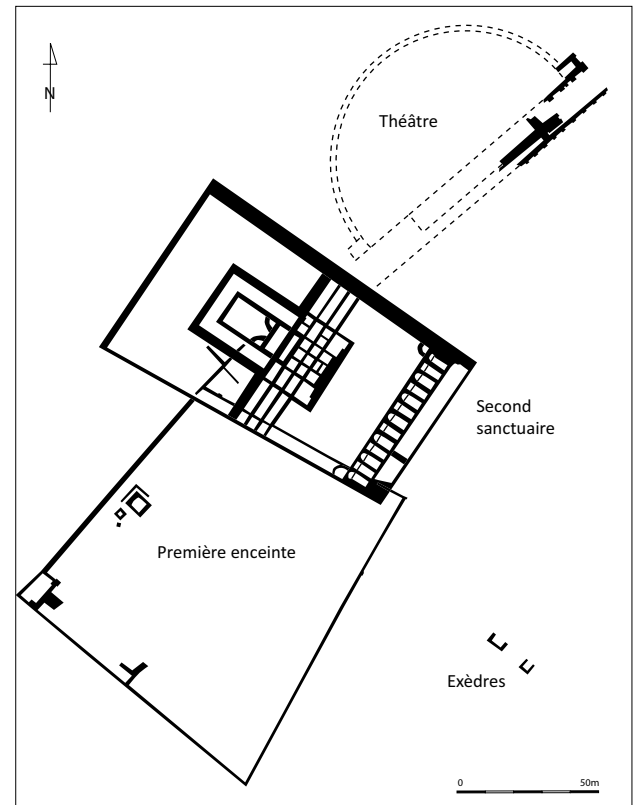 N
Théâtre
Second
sanctuaire
Première enceinte
Exèdres
0 50m